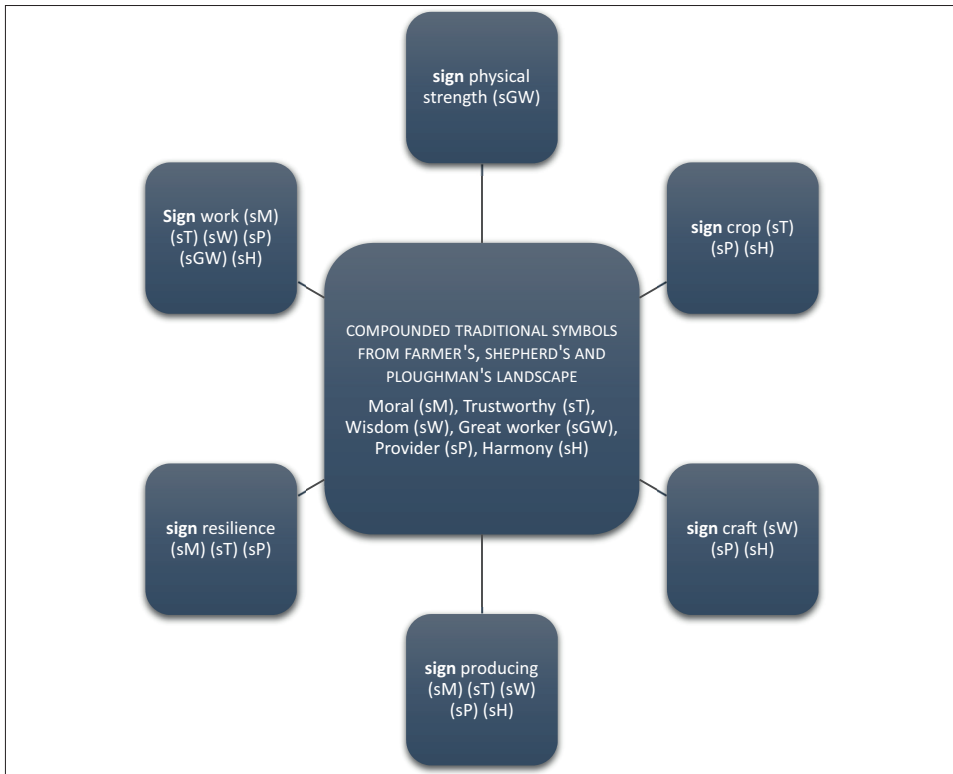 sign physical
strength (sGW)
Sign work (sM)
(sT) (sW) (sP)
(sGW) (sH)
sign crop (sT)
(sP) (sH)
COMPOUNDED TRADITIONAL SYMBOLS
FROM FARMER'S, SHEPHERD'S AND
PLOUGHMAN'S LANDSCAPE
Moral (sM), Trustworthy (sT),
Wisdom (sW), Great worker (sGW),
Provider (sP), Harmony (sH)
sign resilience
(sM) (sT) (sP)
sign craft (sW)
(sP) (sH)
sign producing
(sM) (sT) (sW)
(sP) (sH)